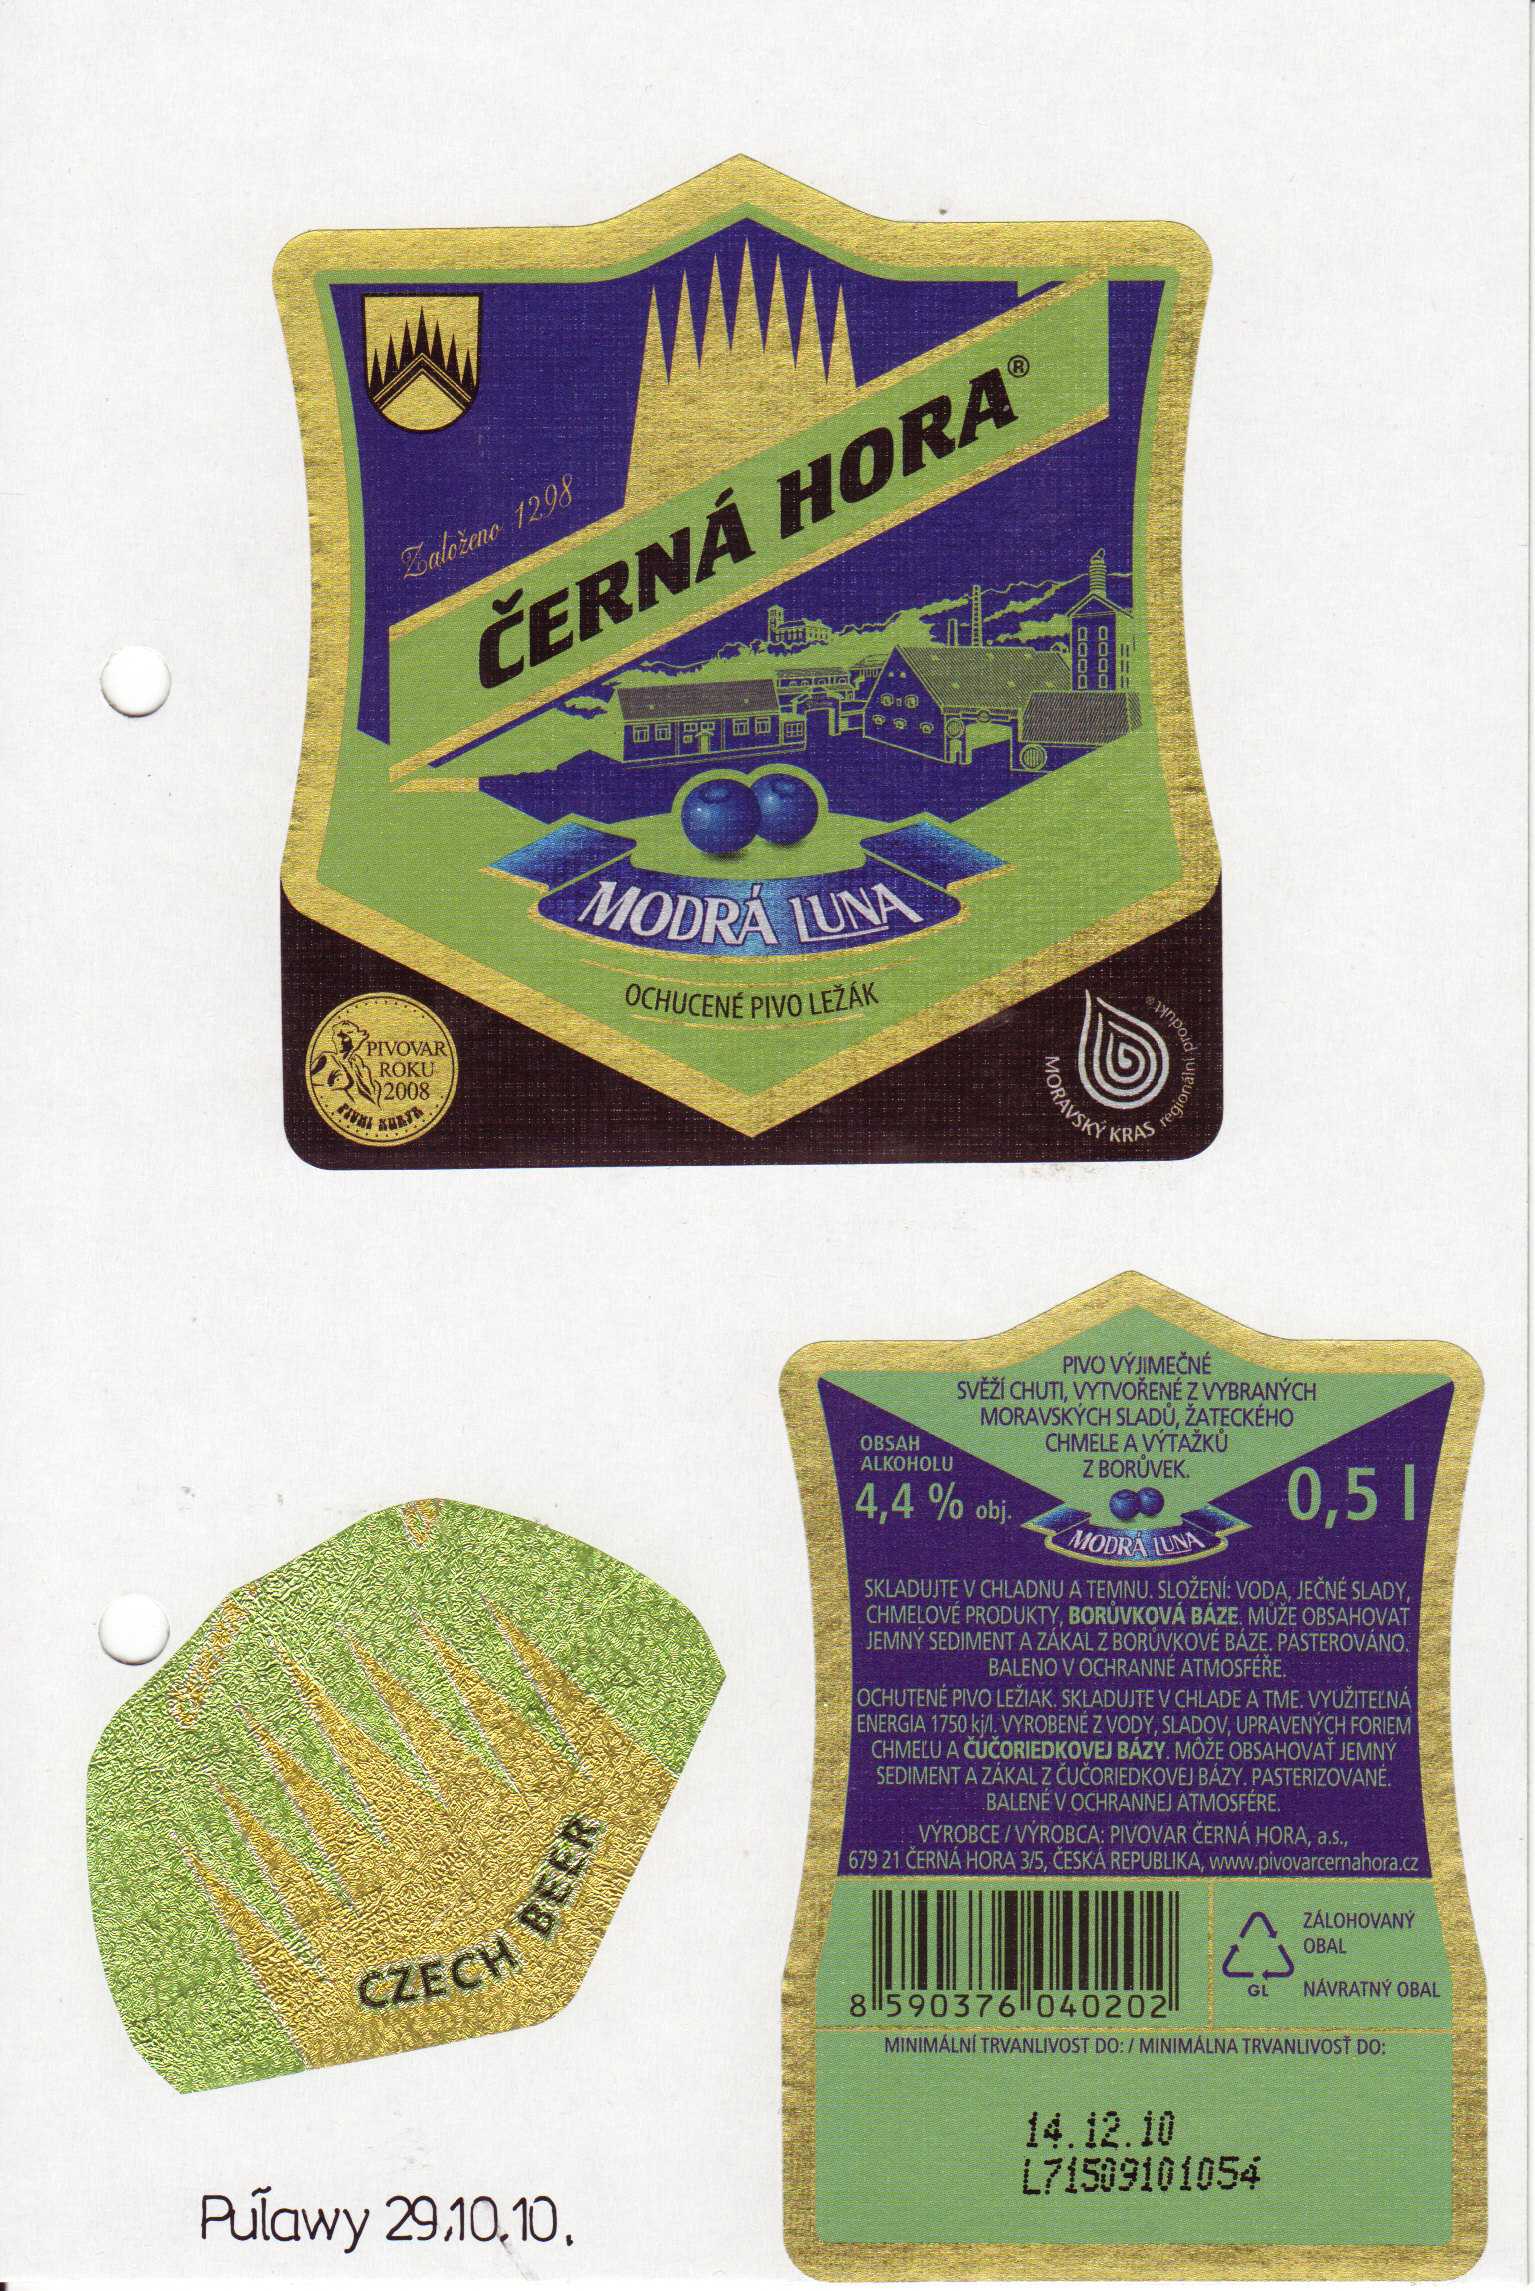 Založeno 1298
ČERNÁ HORA®
MODRÁ LUNA
OCHUCENÉ PIVO LEŽÁK
PIVOVAR
ROKU
2008
PIVNÍ KURÝR
MORAVSKÝ KRAS regionální produkt®
PIVO VÝJIMEČNÉ
SVĚŽÍ CHUTI, VYTVOŘENÉ Z VYBRANÝCH
MORAVSKÝCH SLADŮ, ŽATECKÉHO
CHMELE A VÝTAŽKŮ
Z BORŮVEK.
OBSAH
ALKOHOLU
4,4 % obj.
0,5 l
MODRÁ LUNA
SKLADUJTE V CHLADNU A TEMNU. SLOŽENÍ: VODA, JEČNÉ SLADY,
CHMELOVÉ PRODUKTY, BORŮVKOVÁ BÁZE. MŮŽE OBSAHOVAT
JEMNÝ SEDIMENT A ZÁKAL Z BORŮVKOVÉ BÁZE. PASTEROVÁNO.
BALENO V OCHRANNÉ ATMOSFÉŘE.
OCHUTENÉ PIVO LEŽIAK. SKLADUJTE V CHLADE A TME. VYUŽITEĽNÁ
ENERGIA 1750 kj/l. VYROBENÉ Z VODY, SLADOV, UPRAVENÝCH FORIEM
CHMEĽU A ČUČORIEDKOVEJ BÁZY. MÔŽE OBSAHOVAŤ JEMNÝ
SEDIMENT A ZÁKAL Z ČUČORIEDKOVEJ BÁZY. PASTERIZOVANÉ.
BALENÉ V OCHRANNEJ ATMOSFÉRE.
VÝROBCE / VÝROBCA: PIVOVAR ČERNÁ HORA, a.s.,
679 21 ČERNÁ HORA 3/5, ČESKÁ REPUBLIKA, www.pivovarcernahora.cz
8 590376 040202
GL
ZÁLOHOVANÝ
OBAL
NÁVRATNÝ OBAL
MINIMÁLNÍ TRVANLIVOST DO: / MINIMÁLNA TRVANLIVOSŤ DO:
14.12.10
L71509101054
CZECH BEER
Puławy 29.10.10.